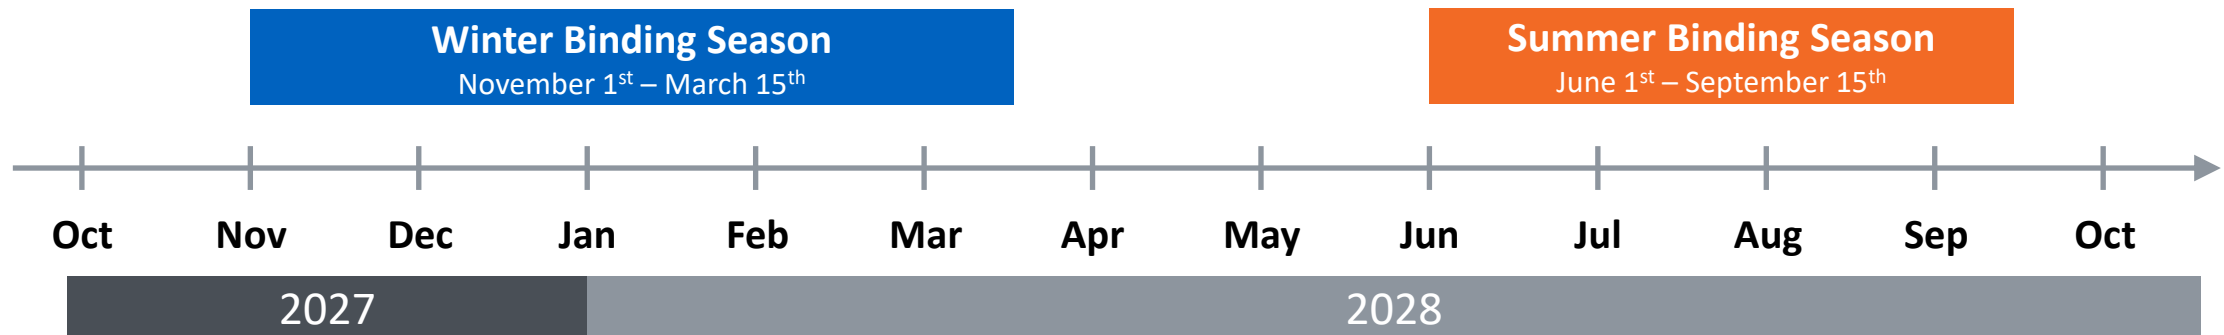 Winter Binding Season
November 1st – March 15th
Summer Binding Season
June 1st – September 15th
Oct Nov Dec Jan Feb Mar Apr May Jun Jul Aug Sep Oct
2027 2028